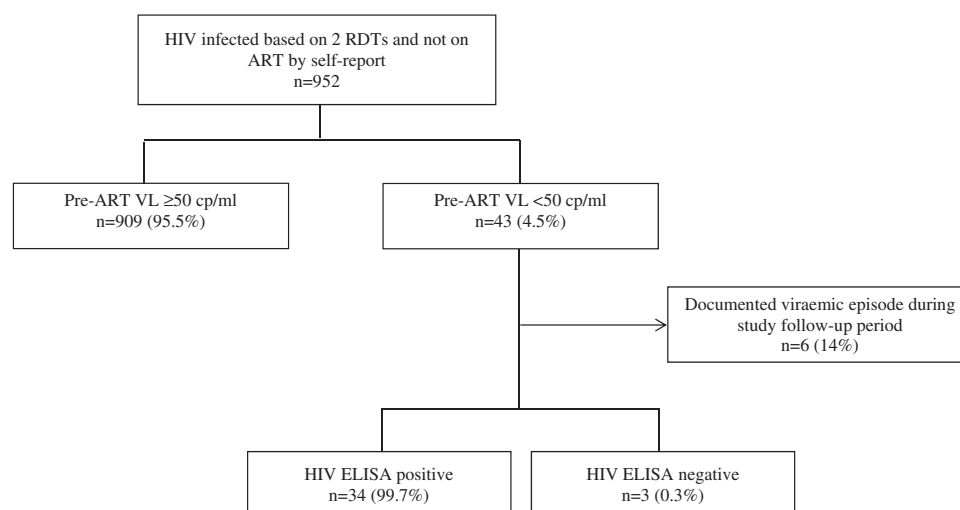 HIV infected based on 2 RDTs and not on
ART by self-report
n=952
Pre-ART VL ≥50 cp/ml
n=909 (95.5%)
Pre-ART VL <50 cp/ml
n=43 (4.5%)
Documented viraemic episode during
study follow-up period
n=6 (14%)
HIV ELISA positive
n=34 (99.7%)
HIV ELISA negative
n=3 (0.3%)